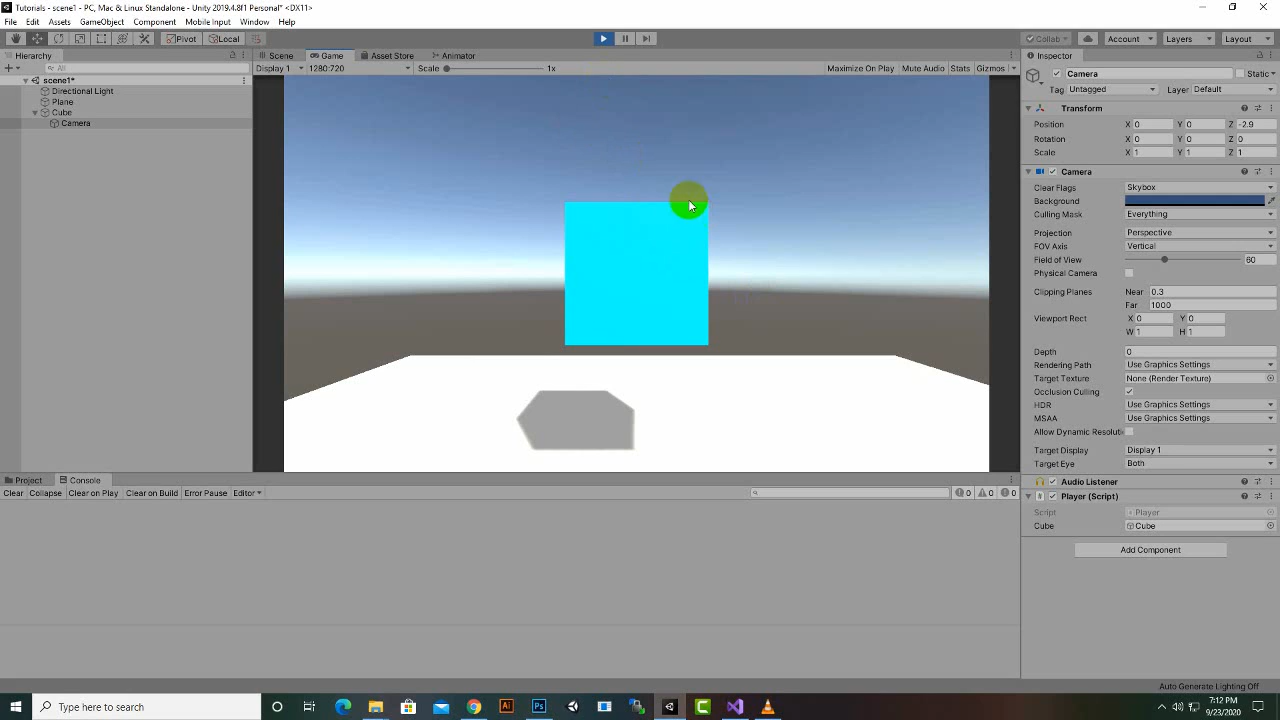 Tutorials - scene1 - PC, Mac & Linux Standalone - Unity 2019.4.8f1 Personal* <DX11>
File Edit Assets GameObject Component Mobile Input Window Help
Pivot Local Collab Account Layers Layout
Hierarchy Scene Game Asset Store Animator Inspector
All Display 1 1280:720 Scale 1x Maximize On Play Mute Audio Stats Gizmos
scene1*
Directional Light
Plane
Cube
Camera
Camera Static
Tag Untagged Layer Default
Transform
Position X 0 Y 0 Z -2.9
Rotation X 0 Y 0 Z 0
Scale X 1 Y 1 Z 1
Camera
Clear Flags Skybox
Background
Culling Mask Everything
Projection Perspective
FOV Axis Vertical
Field of View 60
Physical Camera
Clipping Planes Near 0.3
Far 1000
Viewport Rect X 0 Y 0
W 1 H 1
Depth 0
Rendering Path Use Graphics Settings
Target Texture None (Render Texture)
Occlusion Culling
HDR Use Graphics Settings
MSAA Use Graphics Settings
Allow Dynamic Resolut
Target Display Display 1
Target Eye Both
Audio Listener
Player (Script)
Script Player
Cube Cube
Add Component
Project Console
Clear Collapse Clear on Play Clear on Build Error Pause Editor 0 0 0
Auto Generate Lighting Off
Type here to search
Ai Ps
7:12 PM
9/23/2020